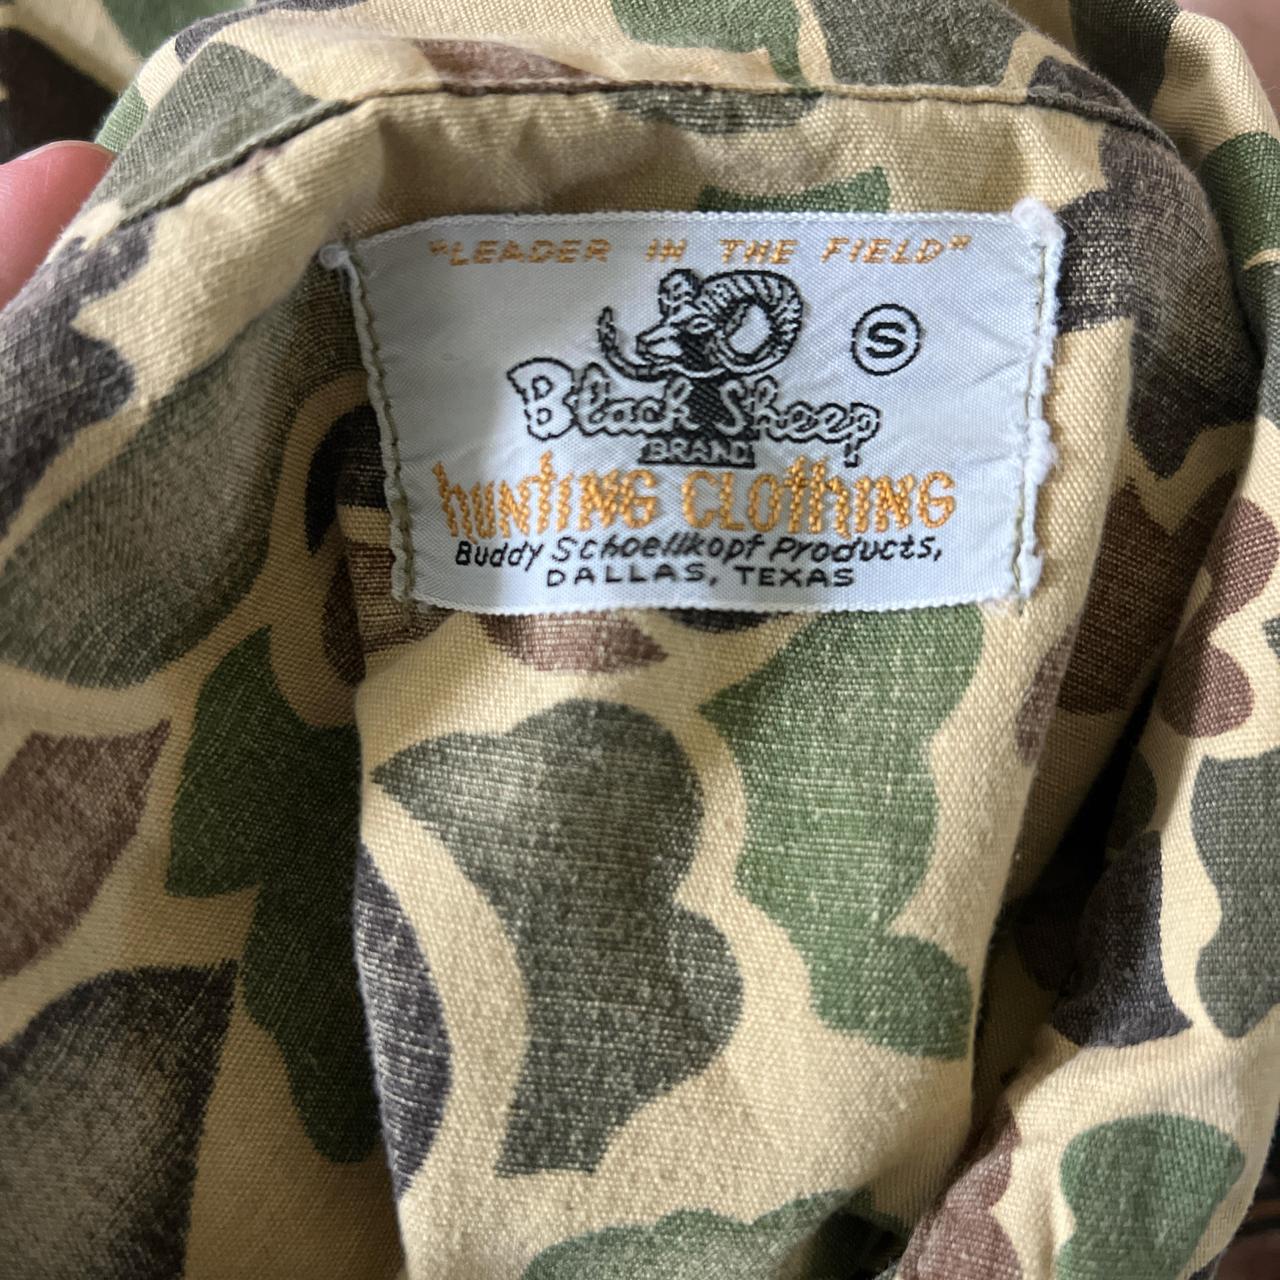 "LEADER IN THE FIELD"
S
Black Sheep
BRAND
HUNTING CLOTHING
Buddy Schoellkopf Products,
DALLAS, TEXAS